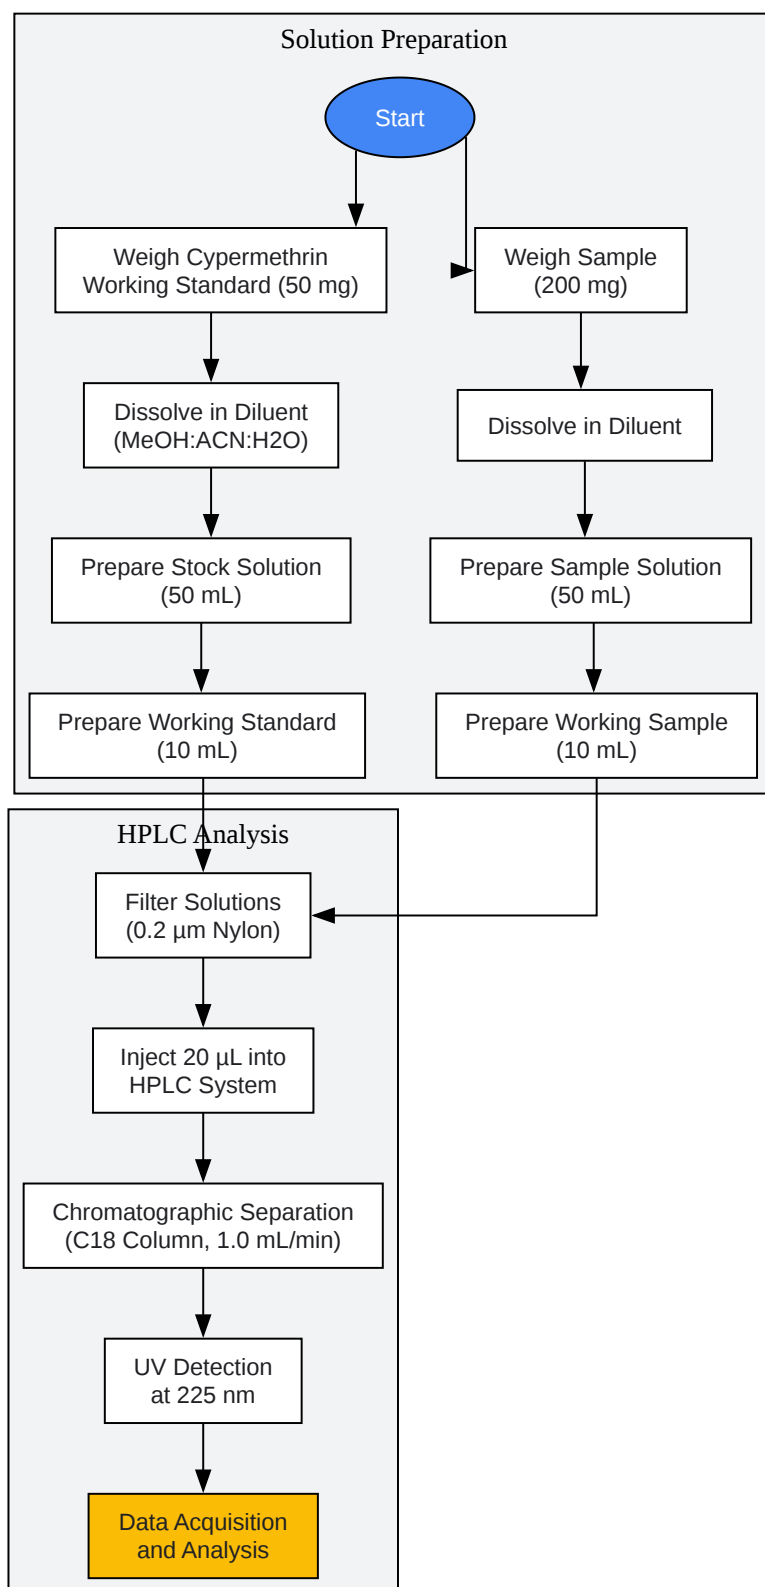 Solution Preparation
Start
Weigh Cypermethrin
Working Standard (50 mg)
Weigh Sample
(200 mg)
Dissolve in Diluent
(MeOH:ACN:H2O)
Dissolve in Diluent
Prepare Stock Solution
(50 mL)
Prepare Sample Solution
(50 mL)
Prepare Working Standard
(10 mL)
Prepare Working Sample
(10 mL)
HPLC Analysis
Filter Solutions
(0.2 µm Nylon)
Inject 20 µL into
HPLC System
Chromatographic Separation
(C18 Column, 1.0 mL/min)
UV Detection
at 225 nm
Data Acquisition
and Analysis